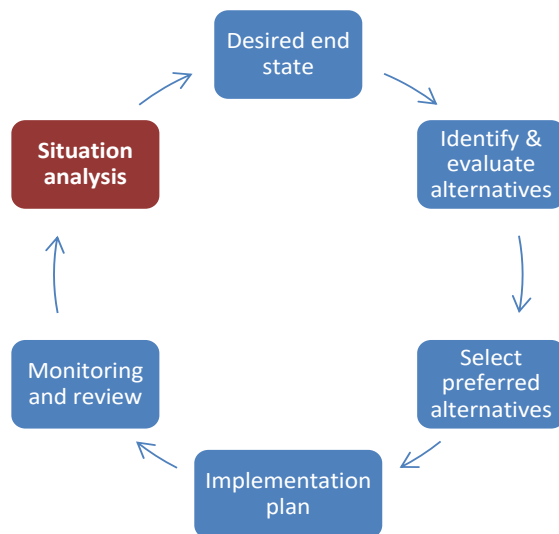 Desired end
state
Situation
analysis
Identify &
evaluate
alternatives
Monitoring
and review
Select
preferred
alternatives
Implementation
plan